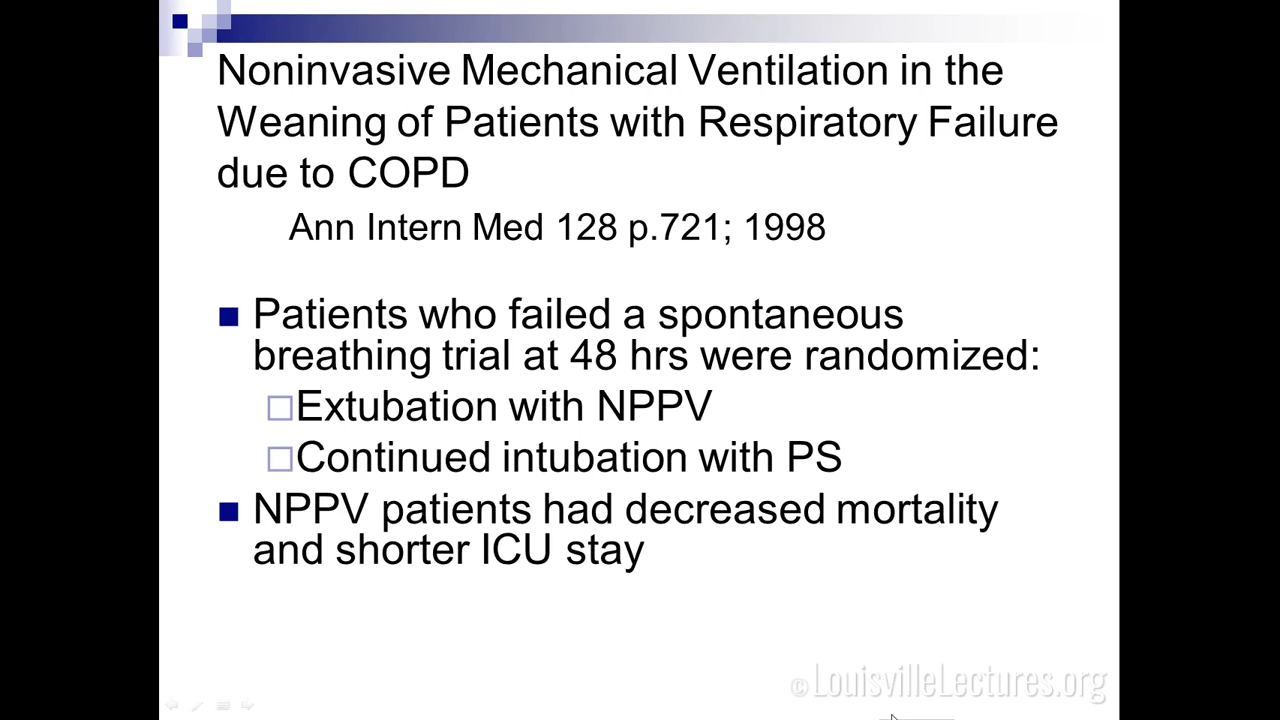 Noninvasive Mechanical Ventilation in the
Weaning of Patients with Respiratory Failure
due to COPD
Ann Intern Med 128 p.721; 1998
Patients who failed a spontaneous
breathing trial at 48 hrs were randomized:
Extubation with NPPV
Continued intubation with PS
NPPV patients had decreased mortality
and shorter ICU stay
©LouisvilleLectures.org